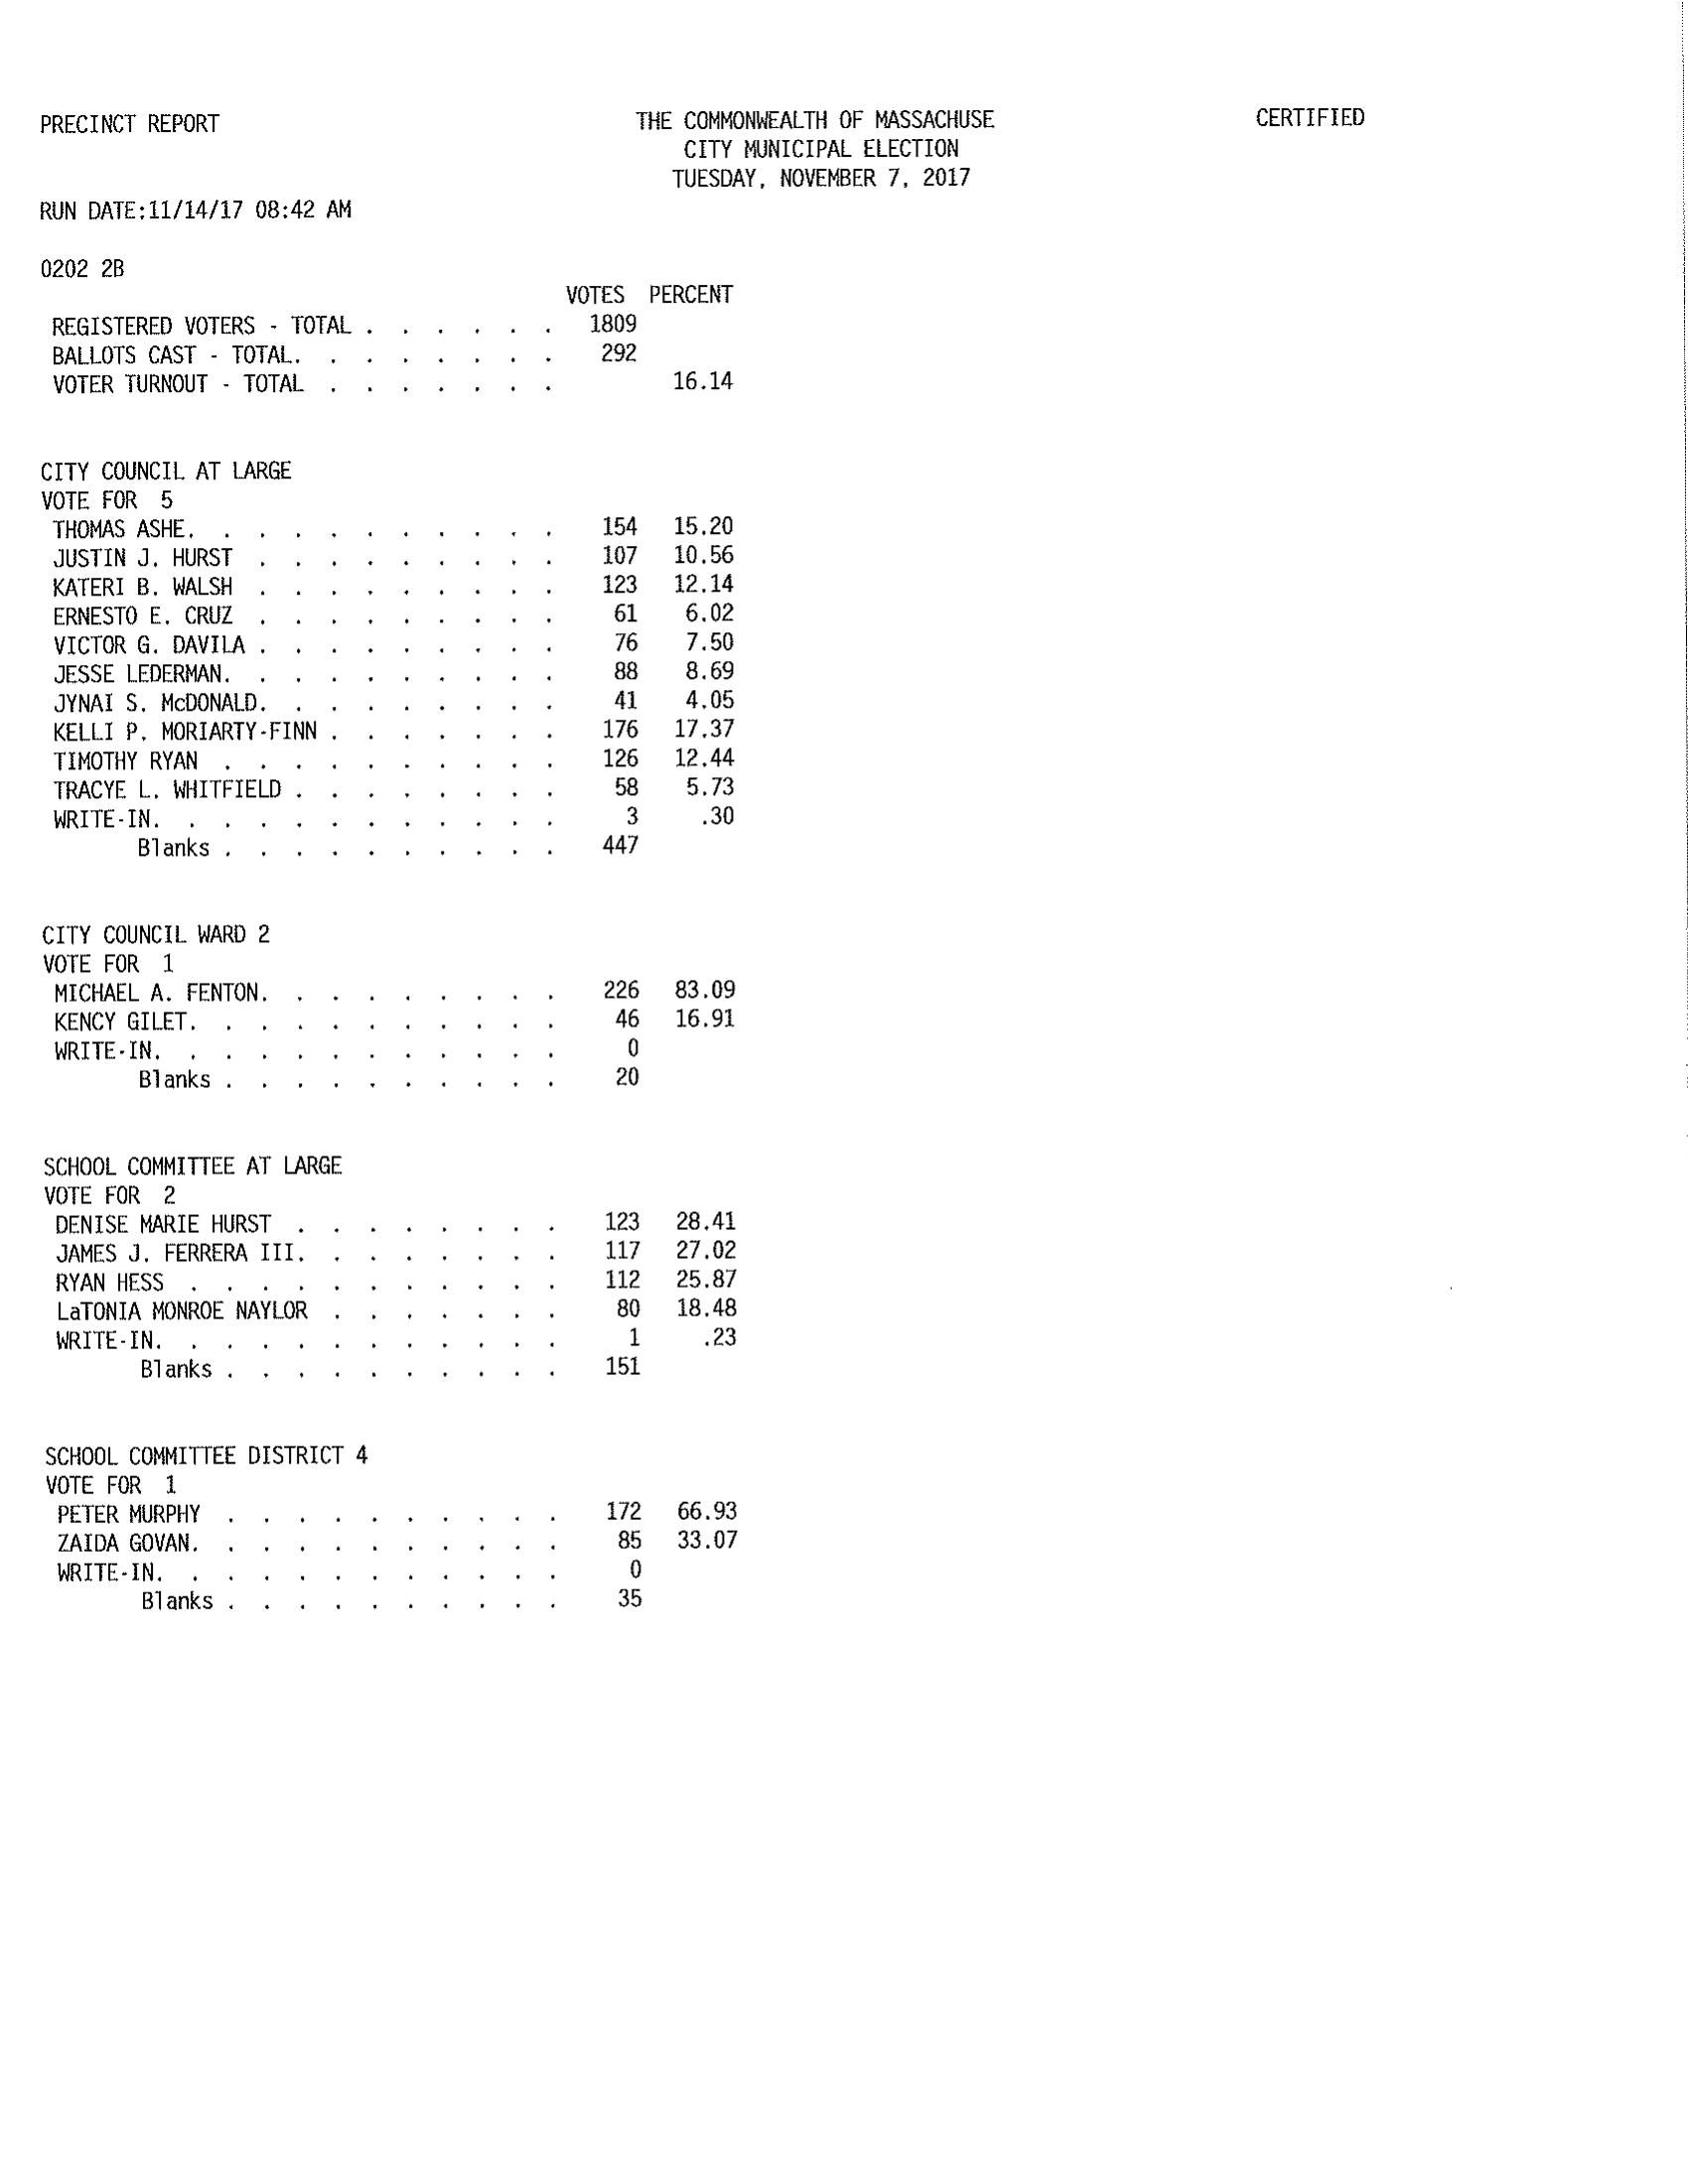 PRECINCT REPORT THE COMMONWEALTH OF MASSACHUSE CERTIFIED
CITY MUNICIPAL ELECTION
TUESDAY, NOVEMBER 7, 2017
RUN DATE:11/14/17 08:42 AM
0202 2B
VOTES PERCENT
REGISTERED VOTERS - TOTAL . . . . . . 1809
BALLOTS CAST - TOTAL. . . . . . . . 292
VOTER TURNOUT - TOTAL . . . . . . . 16.14
CITY COUNCIL AT LARGE
VOTE FOR 5
THOMAS ASHE. . . . . . . . . . . 154 15.20
JUSTIN J. HURST . . . . . . . . . 107 10.56
KATERI B. WALSH . . . . . . . . . 123 12.14
ERNESTO E. CRUZ . . . . . . . . . 61 6.02
VICTOR G. DAVILA . . . . . . . . . 76 7.50
JESSE LEDERMAN. . . . . . . . . . 88 8.69
JYNAI S. McDONALD. . . . . . . . . 41 4.05
KELLI P. MORIARTY-FINN . . . . . . . 176 17.37
TIMOTHY RYAN . . . . . . . . . . 126 12.44
TRACYE L. WHITFIELD . . . . . . . . 58 5.73
WRITE-IN. . . . . . . . . . . . 3 .30
Blanks . . . . . . . . . . 447
CITY COUNCIL WARD 2
VOTE FOR 1
MICHAEL A. FENTON. . . . . . . . . 226 83.09
KENCY GILET. . . . . . . . . . . 46 16.91
WRITE-IN. . . . . . . . . . . . 0
Blanks . . . . . . . . . . 20
SCHOOL COMMITTEE AT LARGE
VOTE FOR 2
DENISE MARIE HURST . . . . . . . . 123 28.41
JAMES J. FERRERA III. . . . . . . . 117 27.02
RYAN HESS . . . . . . . . . . . 112 25.87
LaTONIA MONROE NAYLOR . . . . . . . 80 18.48
WRITE-IN. . . . . . . . . . . . 1 .23
Blanks . . . . . . . . . . 151
SCHOOL COMMITTEE DISTRICT 4
VOTE FOR 1
PETER MURPHY . . . . . . . . . . 172 66.93
ZAIDA GOVAN. . . . . . . . . . . 85 33.07
WRITE-IN. . . . . . . . . . . . 0
Blanks . . . . . . . . . . 35